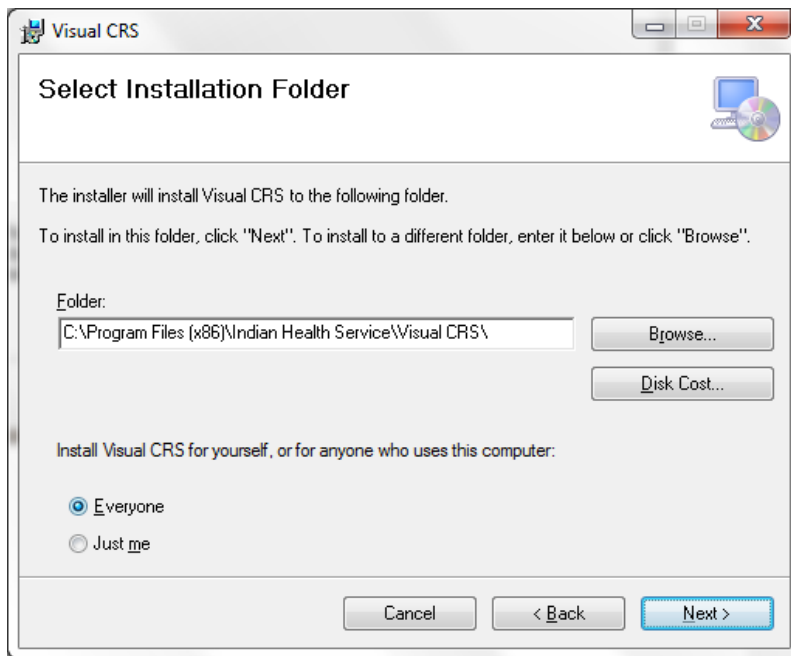 Visual CRS
Select Installation Folder
The installer will install Visual CRS to the following folder.
To install in this folder, click "Next". To install to a different folder, enter it below or click "Browse".
Folder:
C:\Program Files (x86)\Indian Health Service\Visual CRS\
Browse...
Disk Cost...
Install Visual CRS for yourself, or for anyone who uses this computer:
Everyone
Just me
Cancel
< Back
Next >